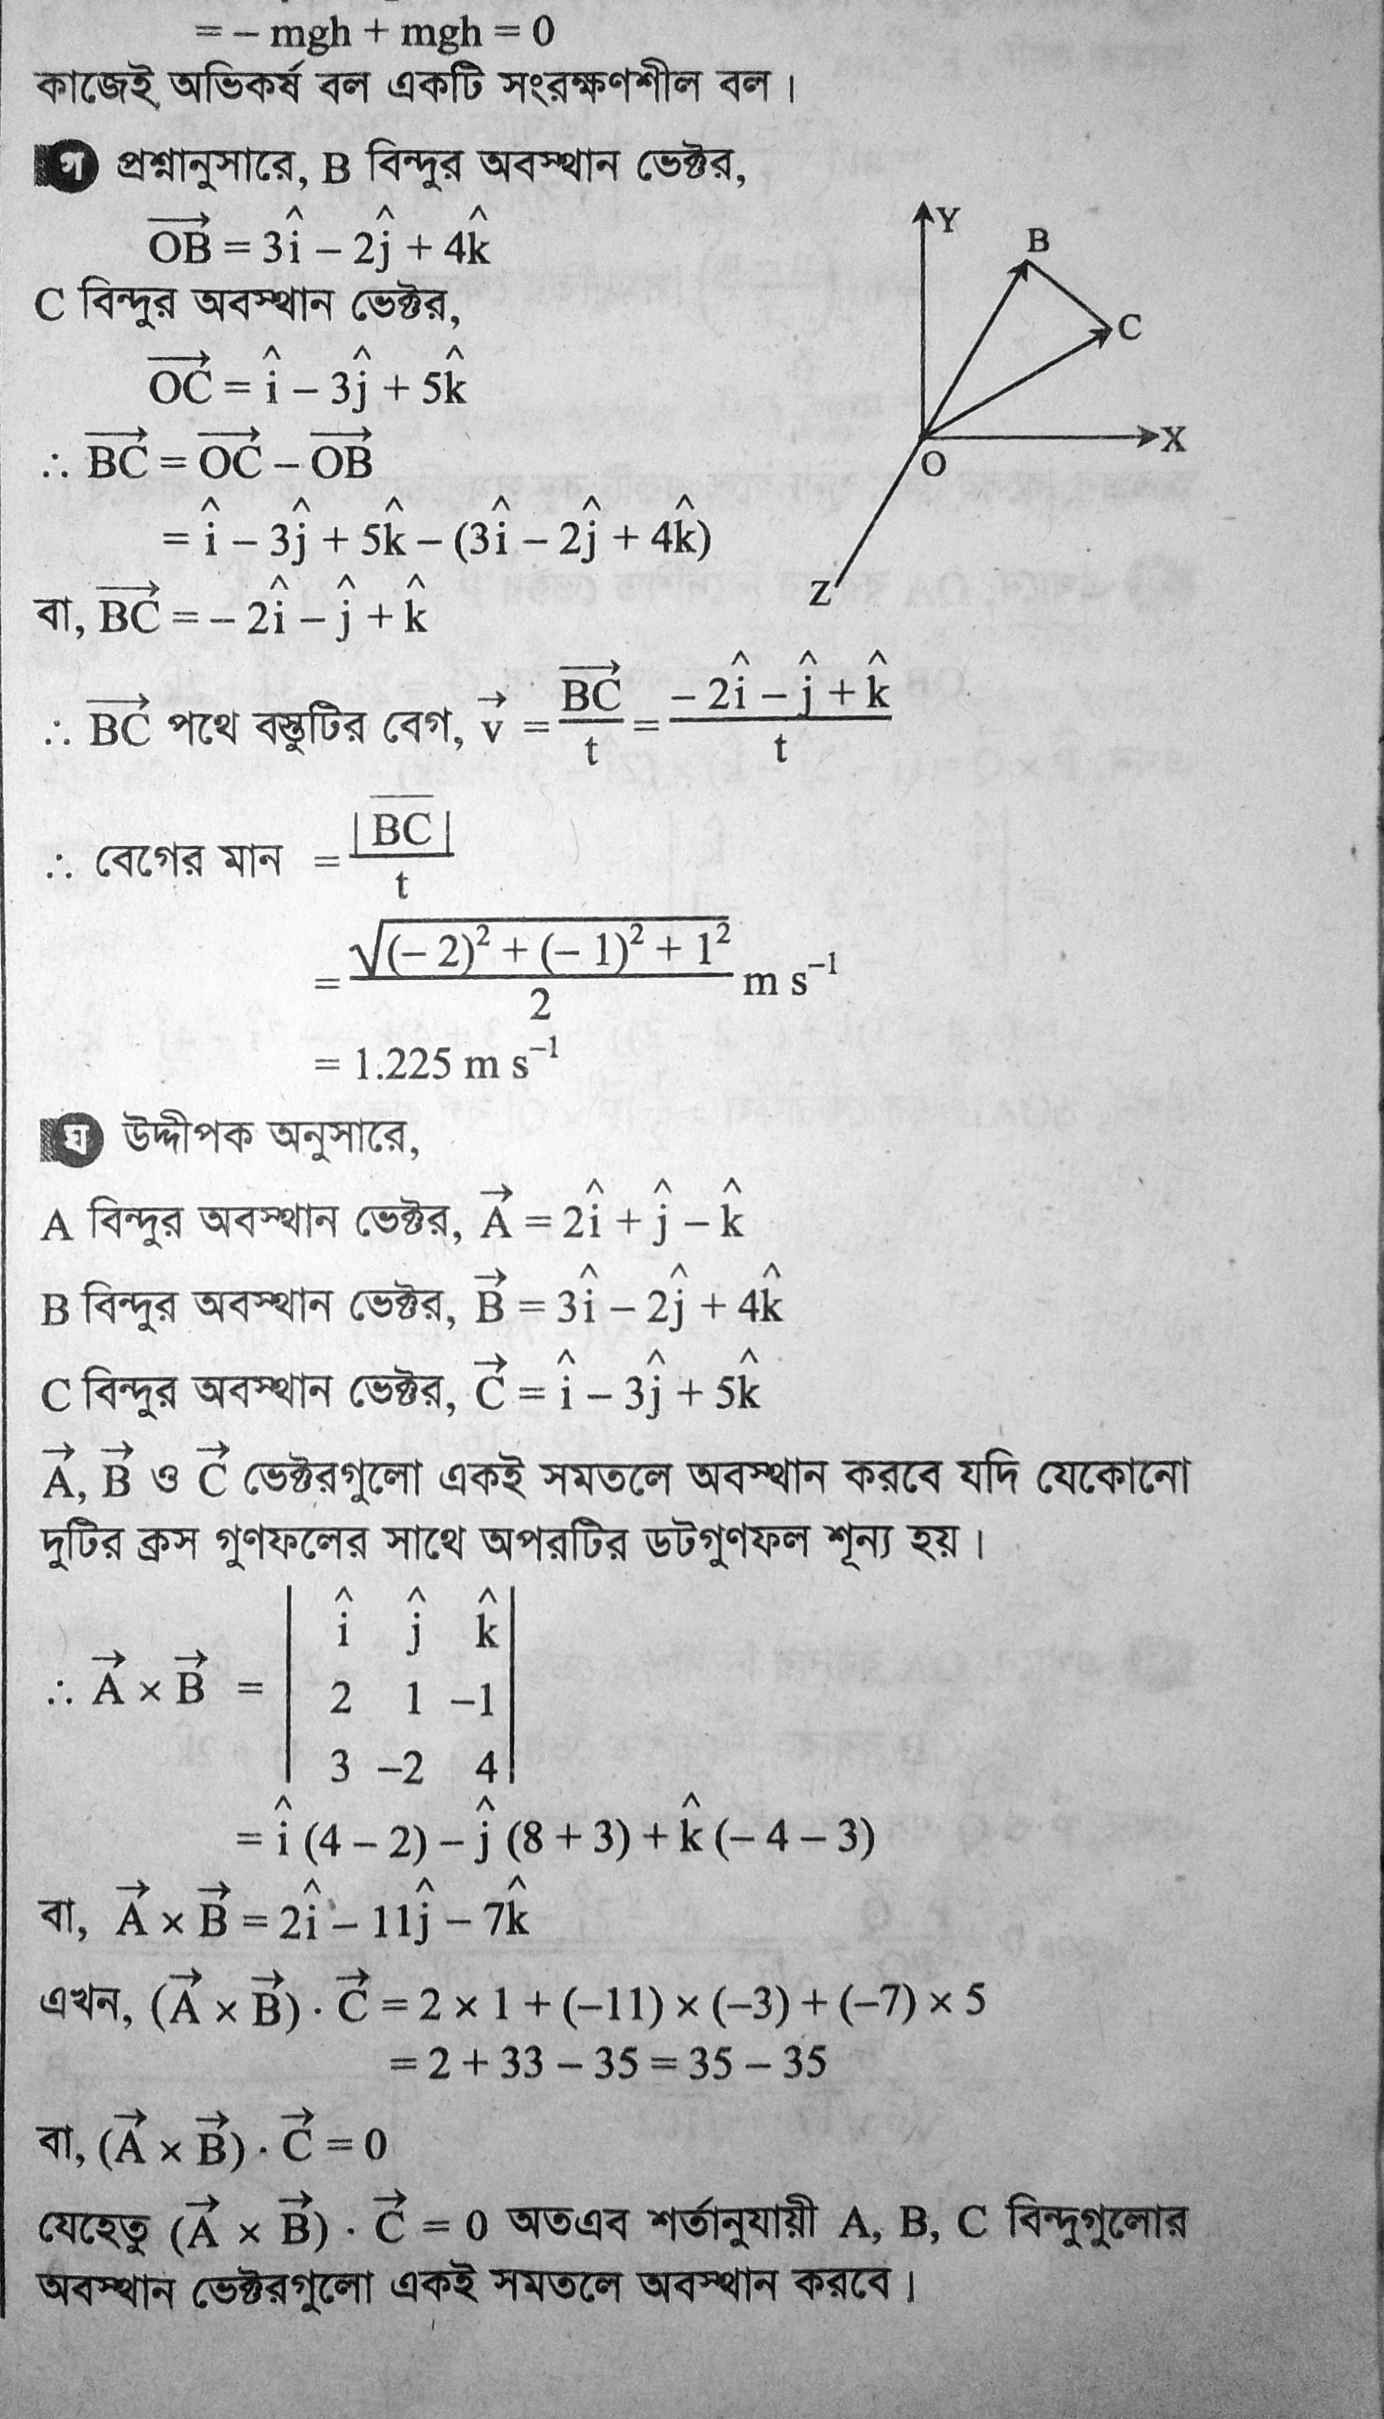 = − mgh + mgh = 0
কাজেই অভিকর্ষ বল একটি সংরক্ষণশীল বল।
গ প্রশ্নানুসারে, B বিন্দুর অবস্থান ভেক্টর,
Y
B
C
X
O
Z
$\overrightarrow{OB} = 3\hat{i} - 2\hat{j} + 4\hat{k}$
C বিন্দুর অবস্থান ভেক্টর,
$\overrightarrow{OC} = \hat{i} - 3\hat{j} + 5\hat{k}$
∴ $\overrightarrow{BC} = \overrightarrow{OC} - \overrightarrow{OB}$
$= \hat{i} - 3\hat{j} + 5\hat{k} - (3\hat{i} - 2\hat{j} + 4\hat{k})$
বা, $\overrightarrow{BC} = -2\hat{i} - \hat{j} + \hat{k}$
∴ $\overrightarrow{BC}$ পথে বস্তুটির বেগ, $\vec{v} = \frac{\overrightarrow{BC}}{t} = \frac{-2\hat{i} - \hat{j} + \hat{k}}{t}$
∴ বেগের মান $= \frac{|\overline{BC}|}{t}$
$= \frac{\sqrt{(-2)^2 + (-1)^2 + 1^2}}{2}$ m s$^{-1}$
= 1.225 m s$^{-1}$
ঘ উদ্দীপক অনুসারে,
A বিন্দুর অবস্থান ভেক্টর, $\vec{A} = 2\hat{i} + \hat{j} - \hat{k}$
B বিন্দুর অবস্থান ভেক্টর, $\vec{B} = 3\hat{i} - 2\hat{j} + 4\hat{k}$
C বিন্দুর অবস্থান ভেক্টর, $\vec{C} = \hat{i} - 3\hat{j} + 5\hat{k}$
$\vec{A}, \vec{B}$ ও $\vec{C}$ ভেক্টরগুলো একই সমতলে অবস্থান করবে যদি যেকোনো
দুটির ক্রস গুণফলের সাথে অপরটির ডটগুণফল শূন্য হয়।
∴ $\vec{A} \times \vec{B} = \begin{vmatrix} \hat{i} & \hat{j} & \hat{k} \\ 2 & 1 & -1 \\ 3 & -2 & 4 \end{vmatrix}$
$= \hat{i}(4 - 2) - \hat{j}(8 + 3) + \hat{k}(-4 - 3)$
বা, $\vec{A} \times \vec{B} = 2\hat{i} - 11\hat{j} - 7\hat{k}$
এখন, $(\vec{A} \times \vec{B}) \cdot \vec{C} = 2 \times 1 + (-11) \times (-3) + (-7) \times 5$
= 2 + 33 − 35 = 35 − 35
বা, $(\vec{A} \times \vec{B}) \cdot \vec{C} = 0$
যেহেতু $(\vec{A} \times \vec{B}) \cdot \vec{C} = 0$ অতএব শর্তানুযায়ী A, B, C বিন্দুগুলোর
অবস্থান ভেক্টরগুলো একই সমতলে অবস্থান করবে।